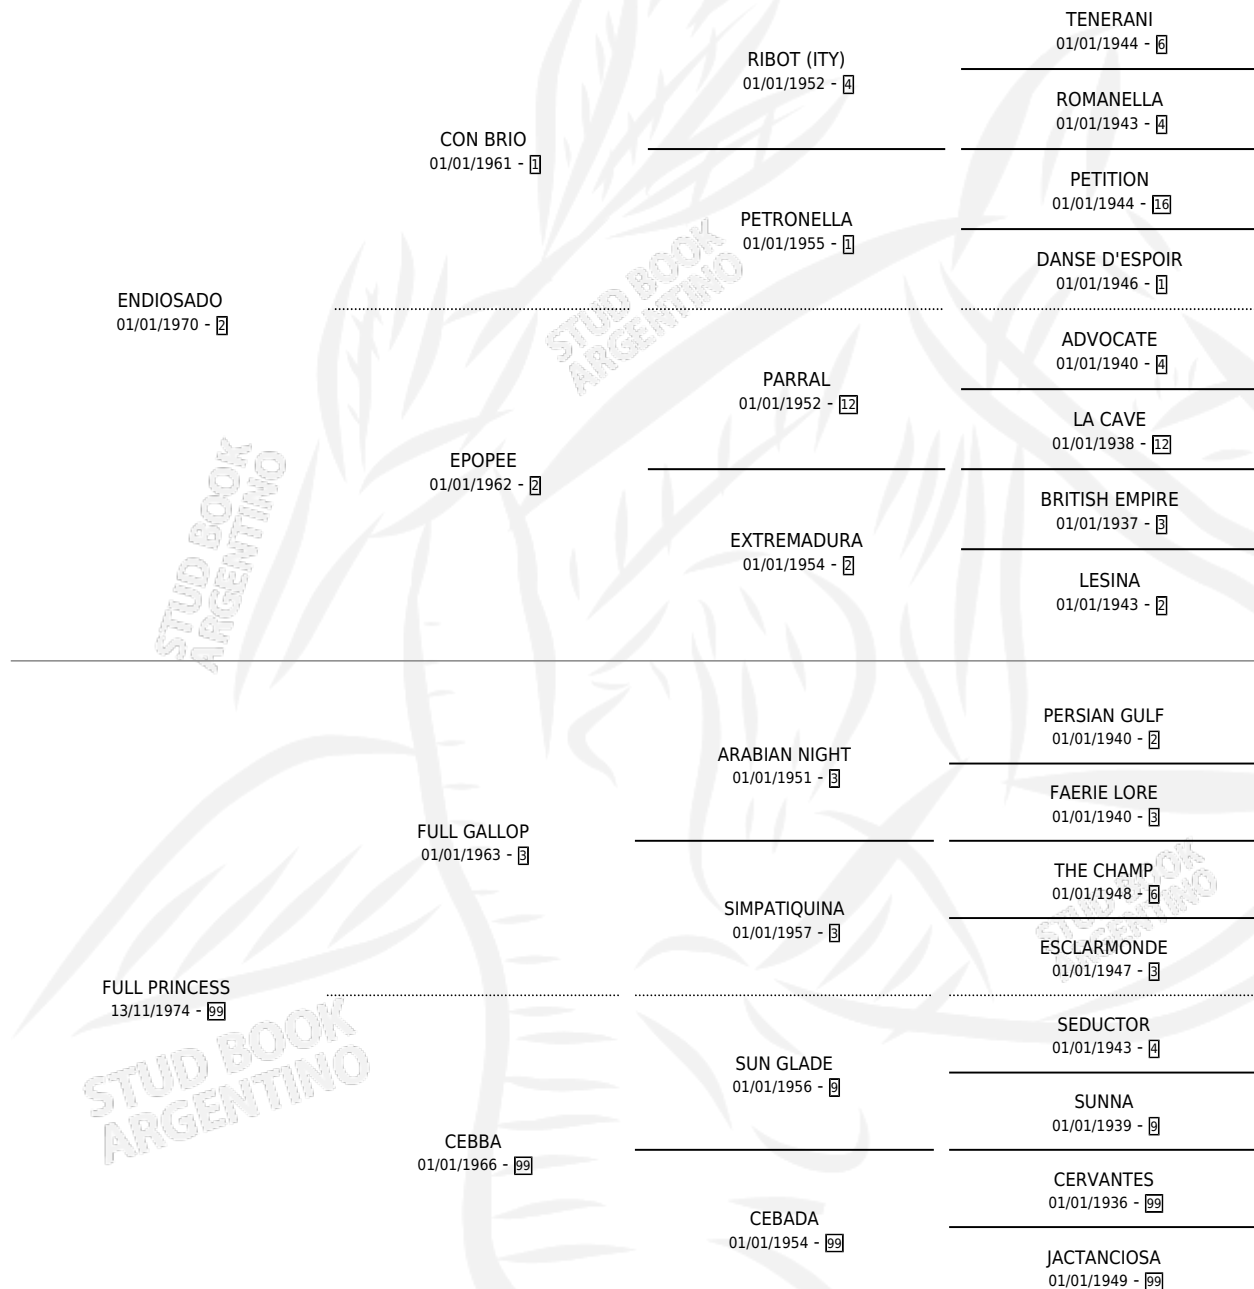 TENERANI
01/01/1944 - 6
RIBOT (ITY)
01/01/1952 - 4
ROMANELLA
01/01/1943 - 4
CON BRIO
01/01/1961 - 1
PETITION
01/01/1944 - 16
PETRONELLA
01/01/1955 - 1
DANSE D'ESPOIR
01/01/1946 - 1
ENDIOSADO
01/01/1970 - 2
ADVOCATE
01/01/1940 - 4
PARRAL
01/01/1952 - 12
LA CAVE
01/01/1938 - 12
EPOPEE
01/01/1962 - 2
BRITISH EMPIRE
01/01/1937 - 3
EXTREMADURA
01/01/1954 - 2
LESINA
01/01/1943 - 2
PERSIAN GULF
01/01/1940 - 2
ARABIAN NIGHT
01/01/1951 - 3
FAERIE LORE
01/01/1940 - 3
FULL GALLOP
01/01/1963 - 3
THE CHAMP
01/01/1948 - 6
SIMPATIQUINA
01/01/1957 - 3
ESCLARMONDE
01/01/1947 - 3
FULL PRINCESS
13/11/1974 - 99
SEDUCTOR
01/01/1943 - 4
SUN GLADE
01/01/1956 - 9
SUNNA
01/01/1939 - 9
CEBBA
01/01/1966 - 99
CERVANTES
01/01/1936 - 99
CEBADA
01/01/1954 - 99
JACTANCIOSA
01/01/1949 - 99
STUD BOOK
ARGENTINO
STUD BOOK
ARGENTINO
STUD BOOK
ARGENTINO
STUD BOOK
ARGENTINO